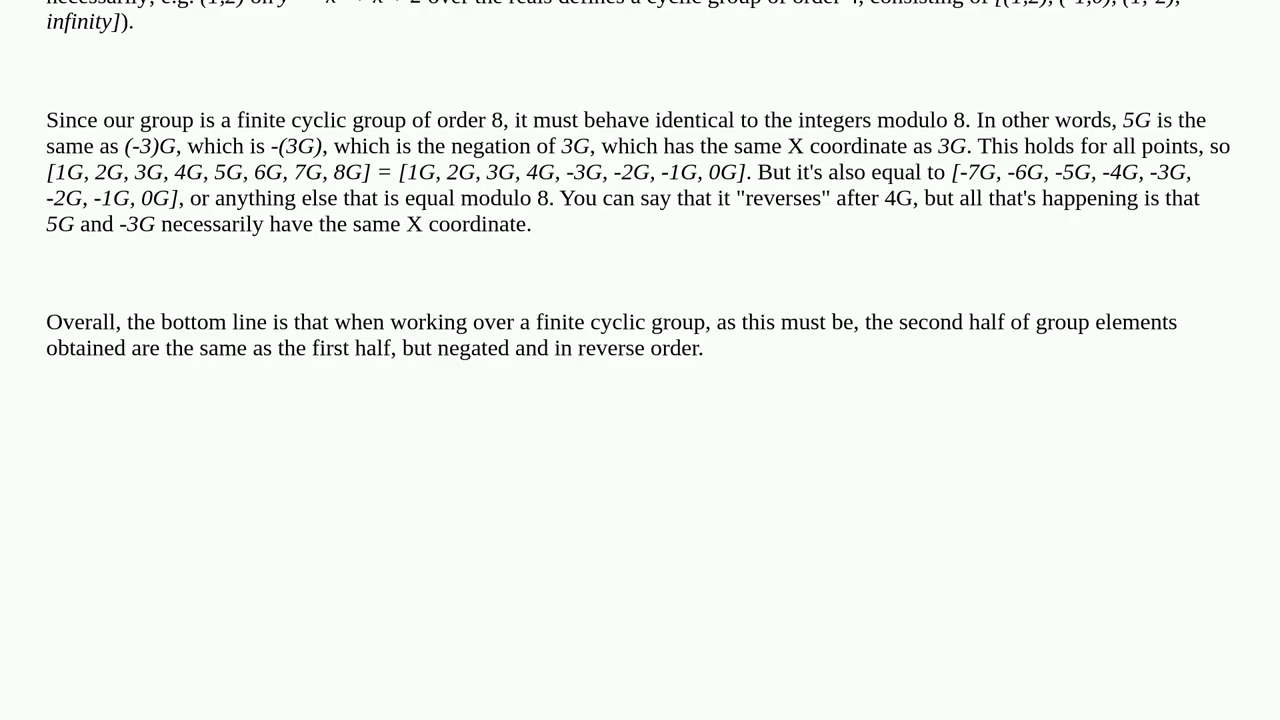 infinity]).
Since our group is a finite cyclic group of order 8, it must behave identical to the integers modulo 8. In other words, 5G is the
same as (-3)G, which is -(3G), which is the negation of 3G, which has the same X coordinate as 3G. This holds for all points, so
[1G, 2G, 3G, 4G, 5G, 6G, 7G, 8G] = [1G, 2G, 3G, 4G, -3G, -2G, -1G, 0G]. But it's also equal to [-7G, -6G, -5G, -4G, -3G,
-2G, -1G, 0G], or anything else that is equal modulo 8. You can say that it "reverses" after 4G, but all that's happening is that
5G and -3G necessarily have the same X coordinate.
Overall, the bottom line is that when working over a finite cyclic group, as this must be, the second half of group elements
obtained are the same as the first half, but negated and in reverse order.